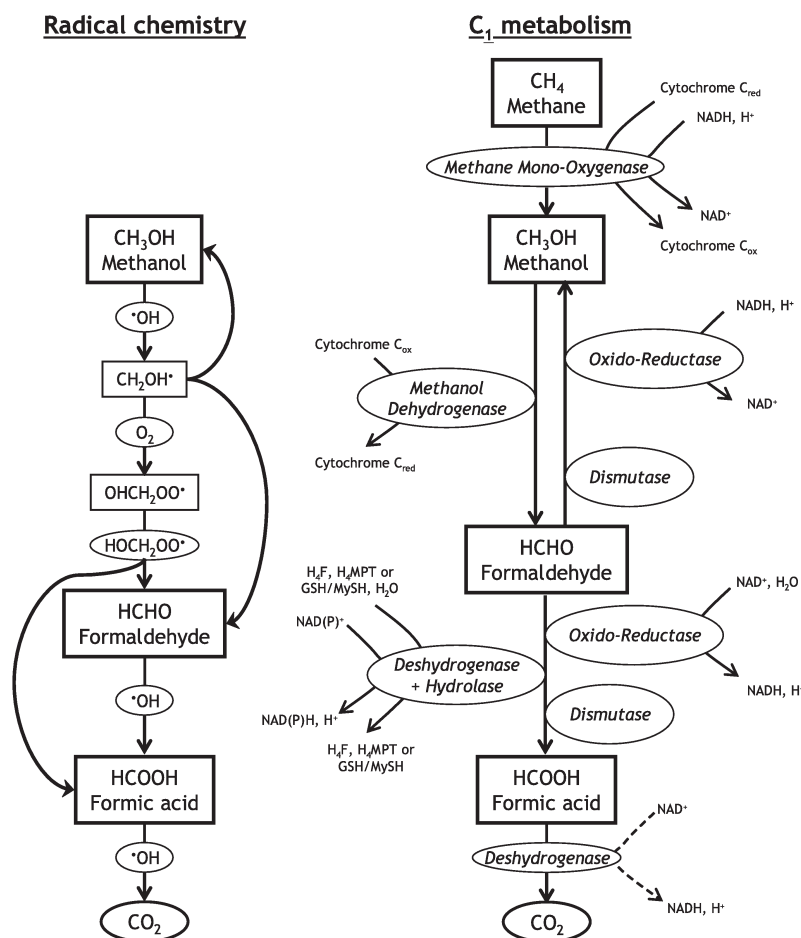 Radical chemistry
CH3OH
Methanol
•OH
CH2OH•
O2
OHCH2OO•
HOCH2OO•
HCHO
Formaldehyde
•OH
HCOOH
Formic acid
•OH
CO2
C1 metabolism
CH4
Methane
Cytochrome Cred
NADH, H+
Methane Mono-Oxygenase
NAD+
Cytochrome Cox
CH3OH
Methanol
NADH, H+
Oxido-Reductase
NAD+
Cytochrome Cox
Methanol
Dehydrogenase
Cytochrome Cred
Dismutase
HCHO
Formaldehyde
H4F, H4MPT or
GSH/MySH, H2O
NAD(P)+
Deshydrogenase
+ Hydrolase
NAD(P)H, H+
H4F, H4MPT or
GSH/MySH
NAD+, H2O
Oxido-Reductase
NADH, H+
Dismutase
HCOOH
Formic acid
NAD+
Deshydrogenase
NADH, H+
CO2